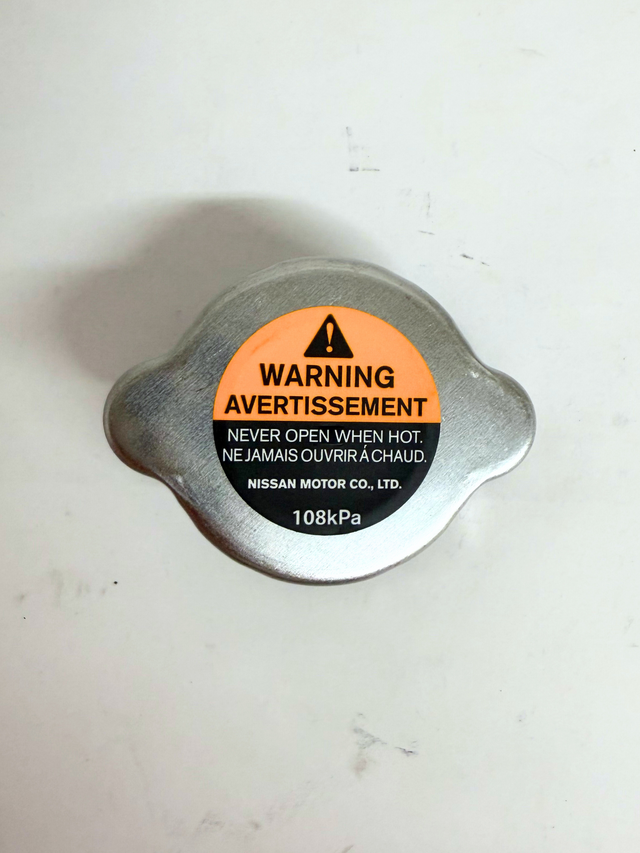 WARNING
AVERTISSEMENT
NEVER OPEN WHEN HOT.
NE JAMAIS OUVRIR Á CHAUD.
NISSAN MOTOR CO., LTD.
108kPa